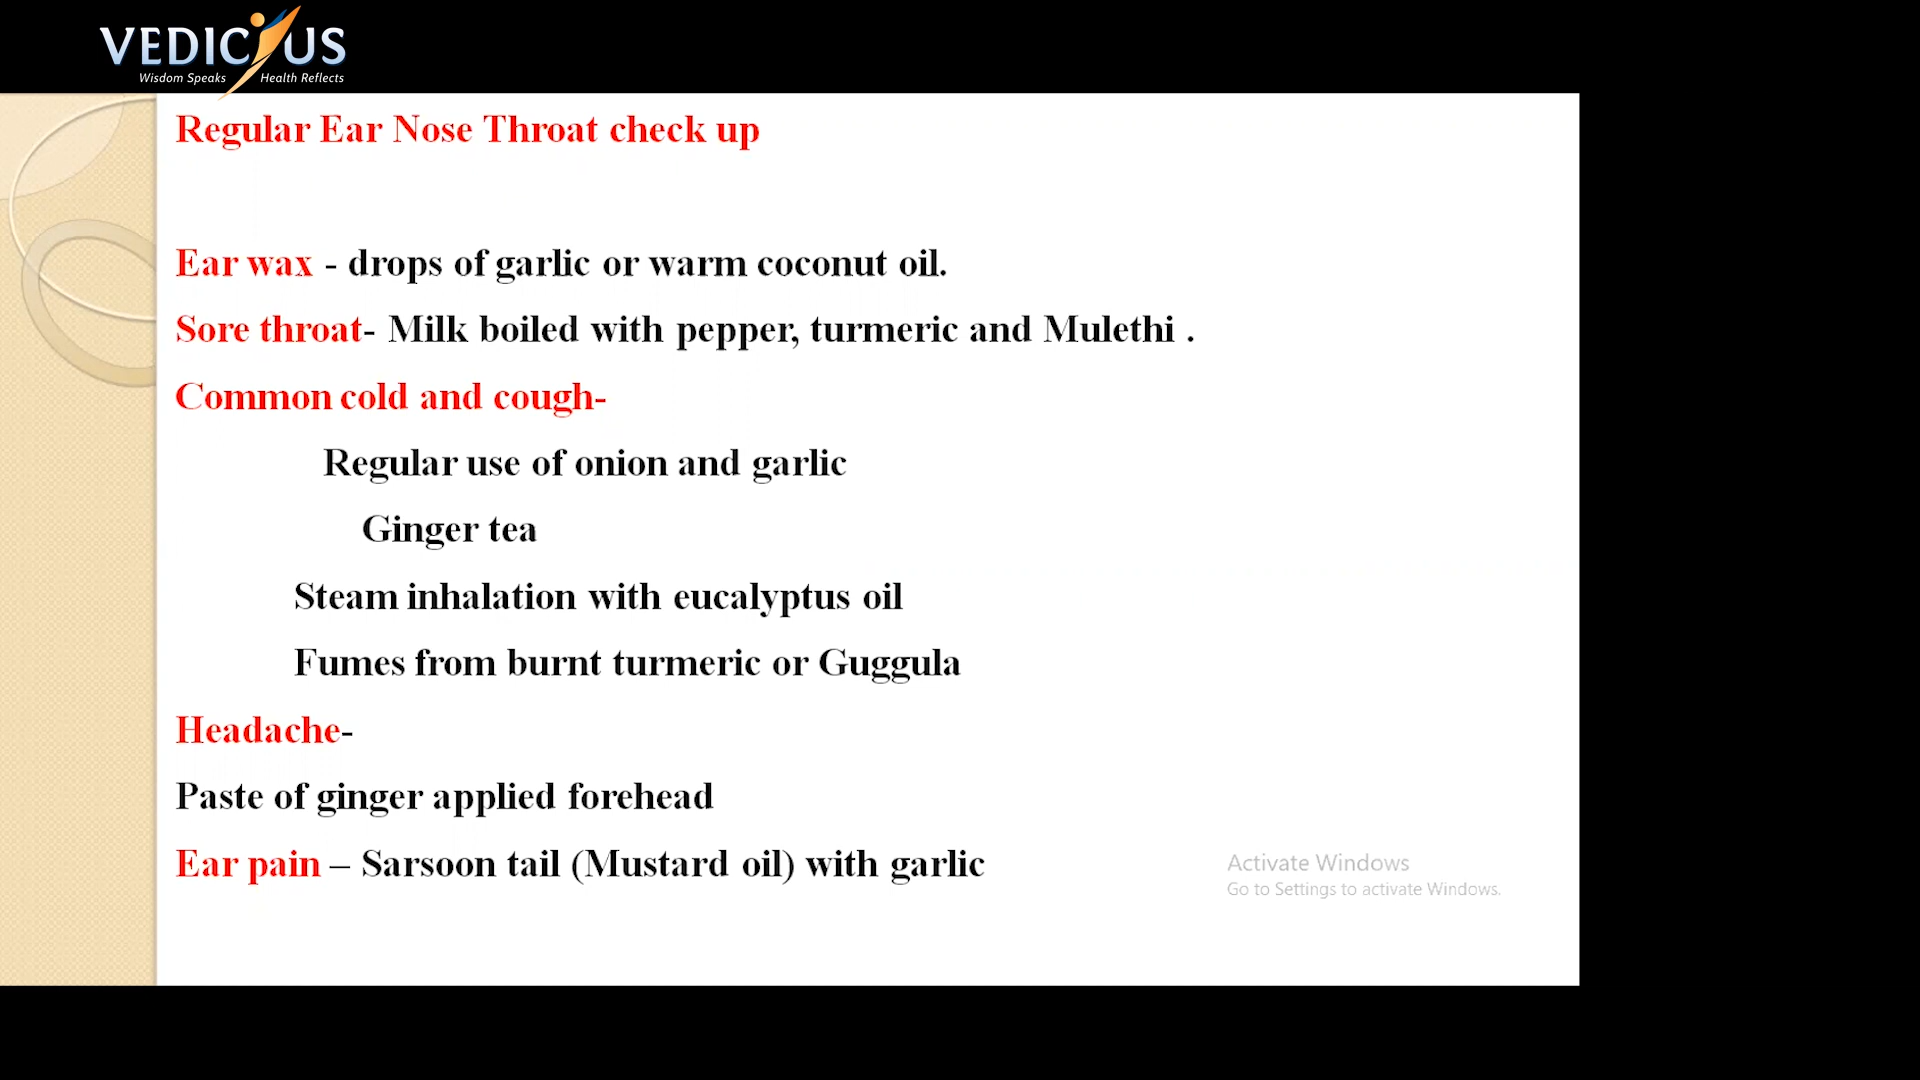 VEDICIUS
Wisdom Speaks Health Reflects
Regular Ear Nose Throat check up
Ear wax - drops of garlic or warm coconut oil.
Sore throat- Milk boiled with pepper, turmeric and Mulethi .
Common cold and cough-
Regular use of onion and garlic
Ginger tea
Steam inhalation with eucalyptus oil
Fumes from burnt turmeric or Guggula
Headache-
Paste of ginger applied forehead
Ear pain – Sarsoon tail (Mustard oil) with garlic
Activate Windows
Go to Settings to activate Windows.